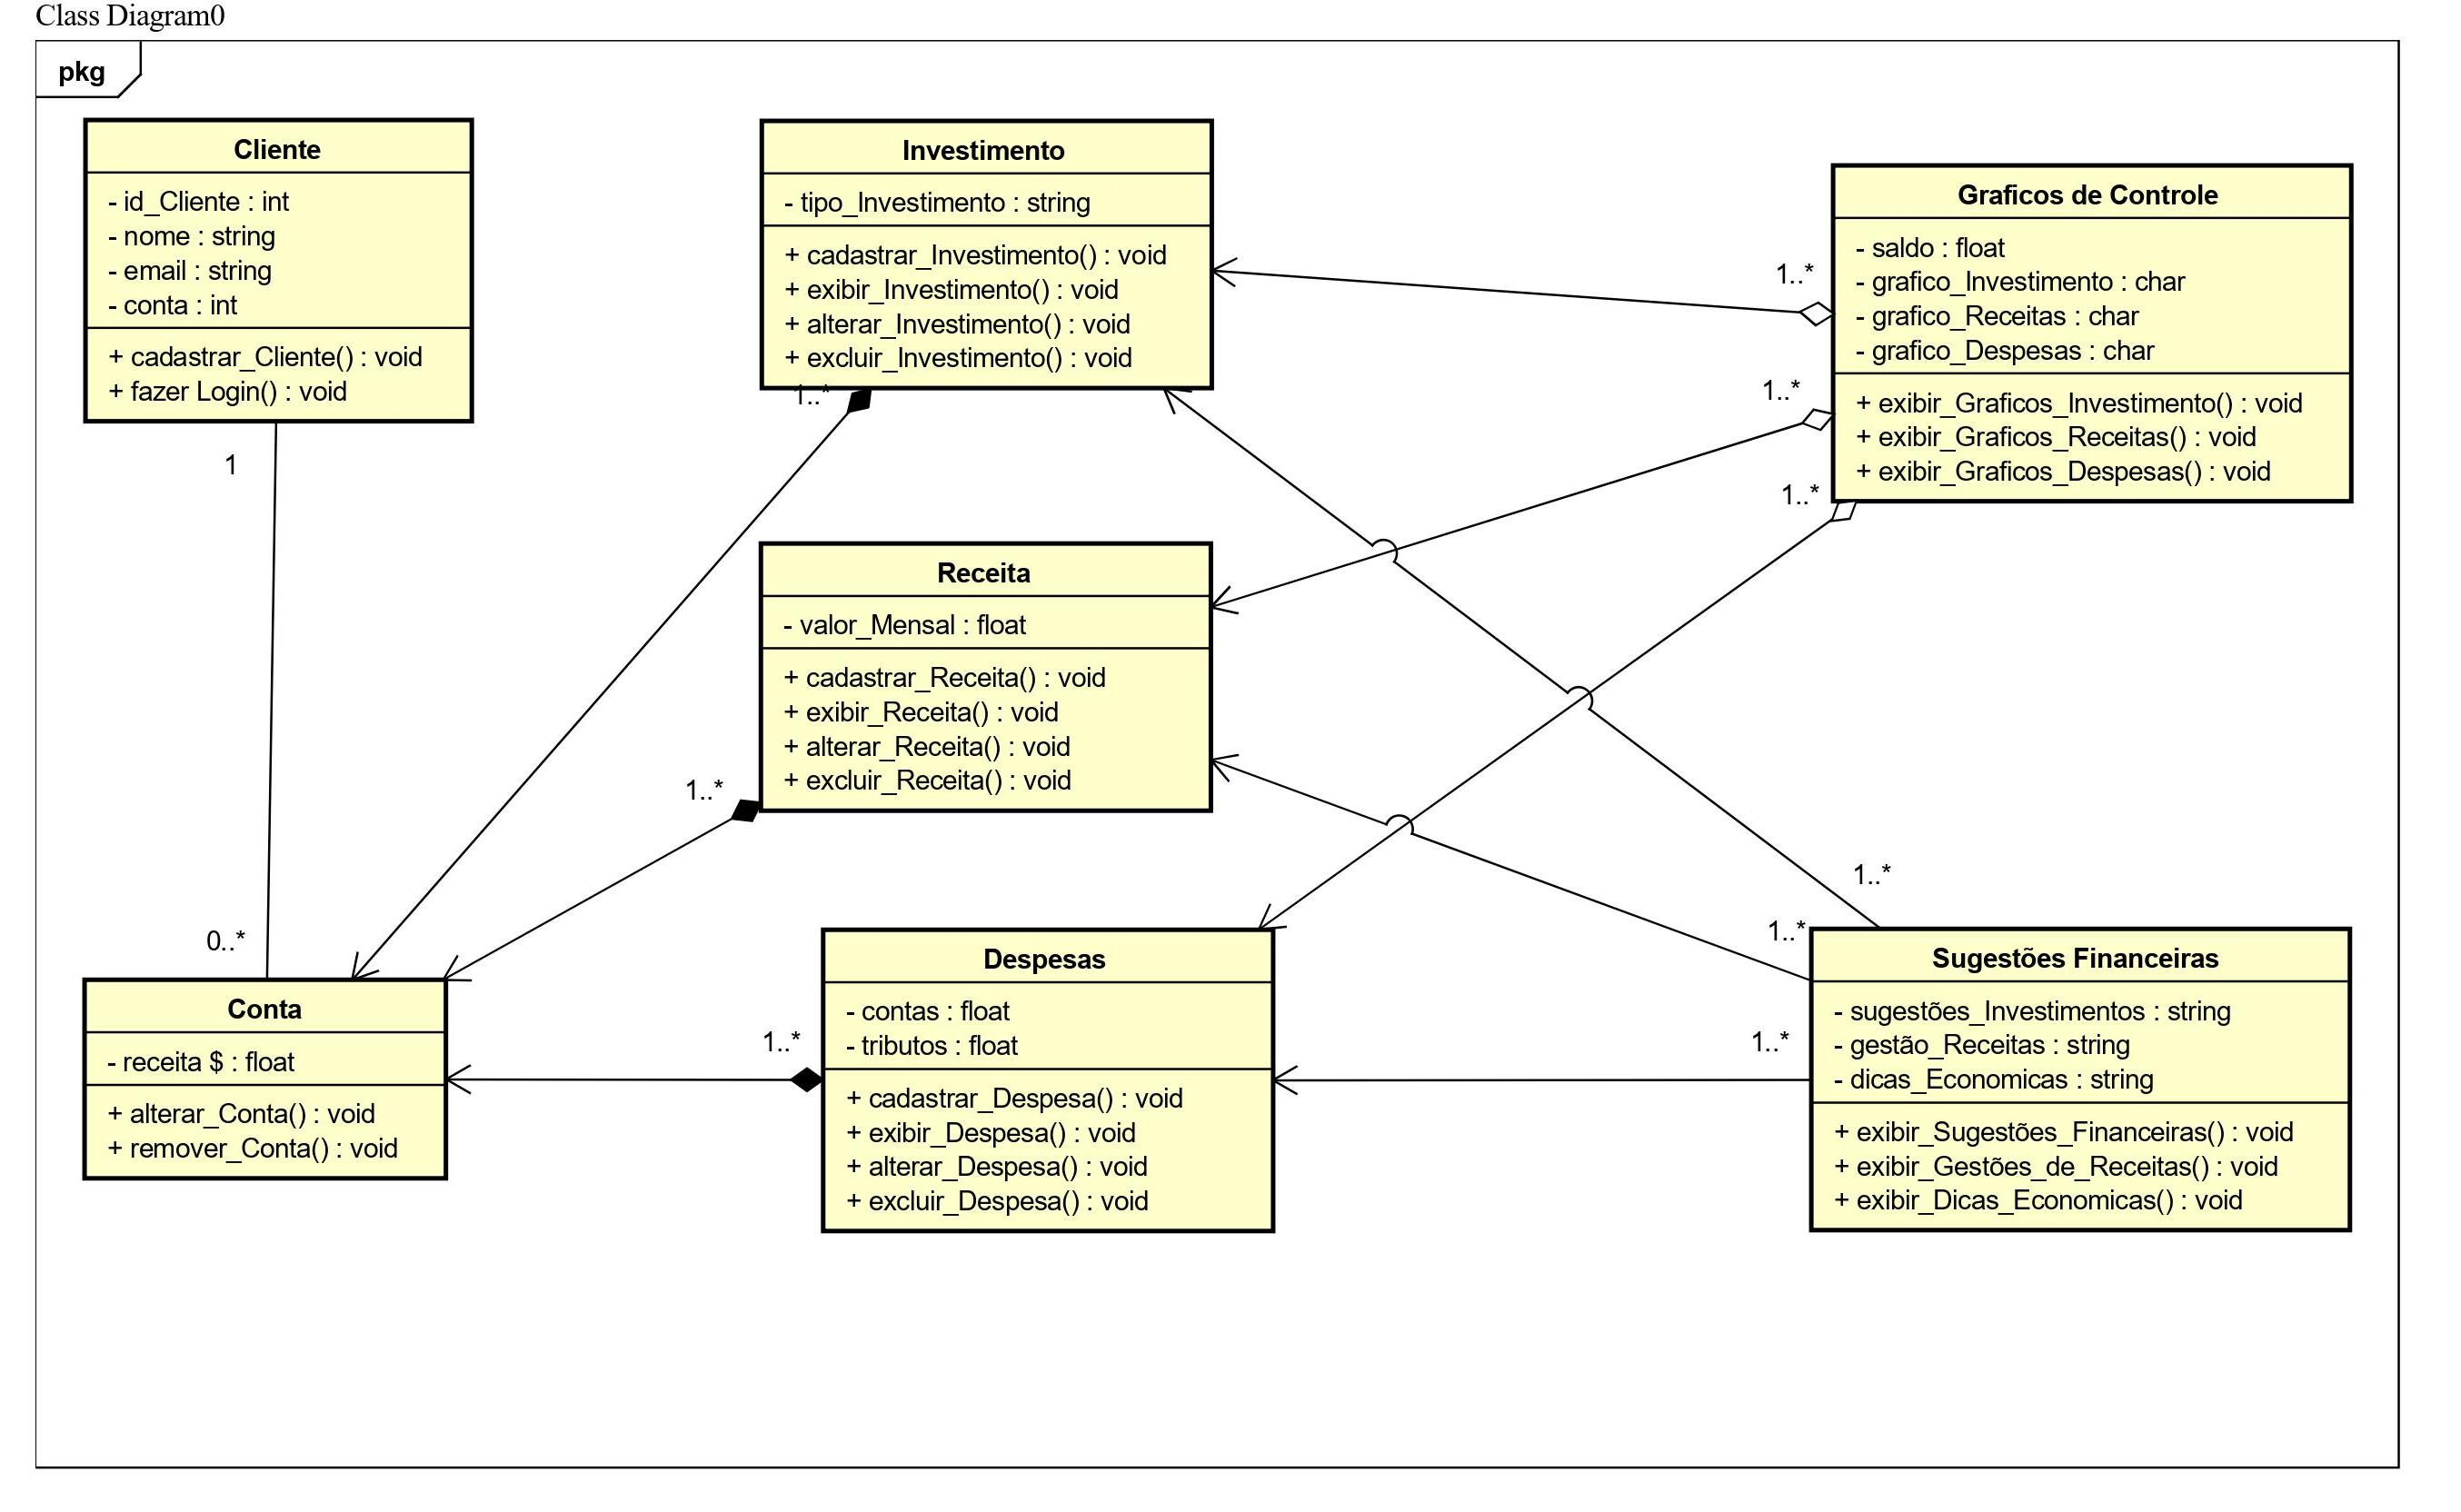 Class Diagram0
pkg
Cliente
- id_Cliente : int
- nome : string
- email : string
- conta : int
+ cadastrar_Cliente() : void
+ fazer Login() : void
1
0..*
Investimento
- tipo_Investimento : string
+ cadastrar_Investimento() : void
+ exibir_Investimento() : void
+ alterar_Investimento() : void
+ excluir_Investimento() : void
1..*
Graficos de Controle
- saldo : float
- grafico_Investimento : char
- grafico_Receitas : char
- grafico_Despesas : char
+ exibir_Graficos_Investimento() : void
+ exibir_Graficos_Receitas() : void
+ exibir_Graficos_Despesas() : void
1..*
1..*
1..*
Receita
- valor_Mensal : float
+ cadastrar_Receita() : void
+ exibir_Receita() : void
+ alterar_Receita() : void
+ excluir_Receita() : void
1..*
Conta
- receita $ : float
+ alterar_Conta() : void
+ remover_Conta() : void
Despesas
- contas : float
- tributos : float
+ cadastrar_Despesa() : void
+ exibir_Despesa() : void
+ alterar_Despesa() : void
+ excluir_Despesa() : void
1..*
Sugestões Financeiras
- sugestões_Investimentos : string
- gestão_Receitas : string
- dicas_Economicas : string
+ exibir_Sugestões_Financeiras() : void
+ exibir_Gestões_de_Receitas() : void
+ exibir_Dicas_Economicas() : void
1..*
1..*
1..*